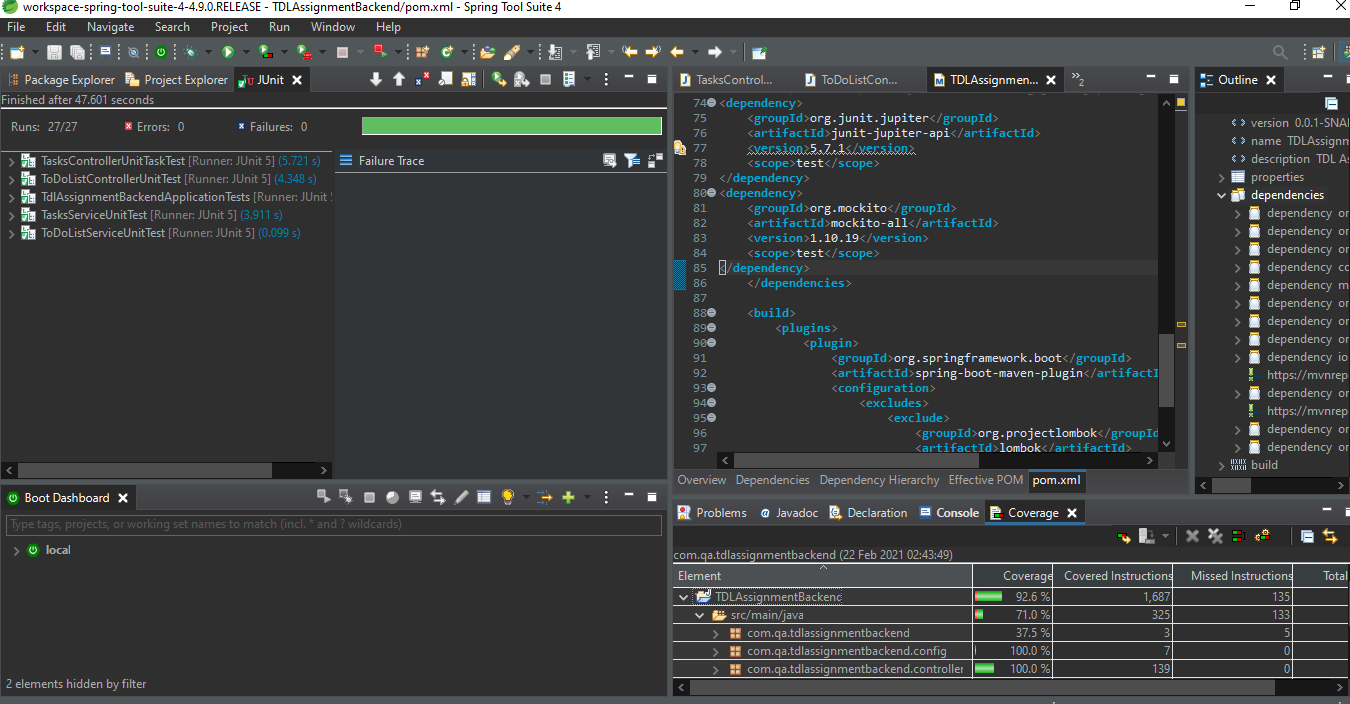 workspace-spring-tool-suite-4-4.9.0.RELEASE - TDLAssignmentBackend/pom.xml - Spring Tool Suite 4
File Edit Navigate Search Project Run Window Help
Package Explorer Project Explorer JUnit
Finished after 47.601 seconds
Runs: 27/27 Errors: 0 Failures: 0
TasksControllerUnitTaskTest [Runner: JUnit 5] (5.721 s)
ToDoListControllerUnitTest [Runner: JUnit 5] (4.348 s)
TdlAssignmentBackendApplicationTests [Runner: JUnit
TasksServiceUnitTest [Runner: JUnit 5] (3.911 s)
ToDoListServiceUnitTest [Runner: JUnit 5] (0.099 s)
Failure Trace
Boot Dashboard
Type tags, projects, or working set names to match (incl. * and ? wildcards)
local
2 elements hidden by filter
TasksControl... ToDoListCon... TDLAssignmen... 2
74 <dependency>
75 <groupId>org.junit.jupiter</groupId>
76 <artifactId>junit-jupiter-api</artifactId>
77 <version>5.7.1</version>
78 <scope>test</scope>
79 </dependency>
80 <dependency>
81 <groupId>org.mockito</groupId>
82 <artifactId>mockito-all</artifactId>
83 <version>1.10.19</version>
84 <scope>test</scope>
85 </dependency>
86 </dependencies>
87
88 <build>
89 <plugins>
90 <plugin>
91 <groupId>org.springframework.boot</groupId>
92 <artifactId>spring-boot-maven-plugin</artifactI
93 <configuration>
94 <excludes>
95 <exclude>
96 <groupId>org.projectlombok</groupId
97 <artifactId>lombok</artifactId>
Overview Dependencies Dependency Hierarchy Effective POM pom.xml
Outline
version 0.0.1-SNA
name TDLAssignm
description TDL A
properties
dependencies
dependency or
dependency or
dependency or
dependency co
dependency m
dependency or
dependency or
dependency or
dependency io
https://mvnrep
dependency or
https://mvnrep
dependency or
dependency or
build
Problems Javadoc Declaration Console Coverage
com.qa.tdlassignmentbackend (22 Feb 2021 02:43:49)
Element Coverage Covered Instructions Missed Instructions Total
TDLAssignmentBackend 92.6 % 1,687 135
src/main/java 71.0 % 325 133
com.qa.tdlassignmentbackend 37.5 % 3 5
com.qa.tdlassignmentbackend.config 100.0 % 7 0
com.qa.tdlassignmentbackend.controller 100.0 % 139 0